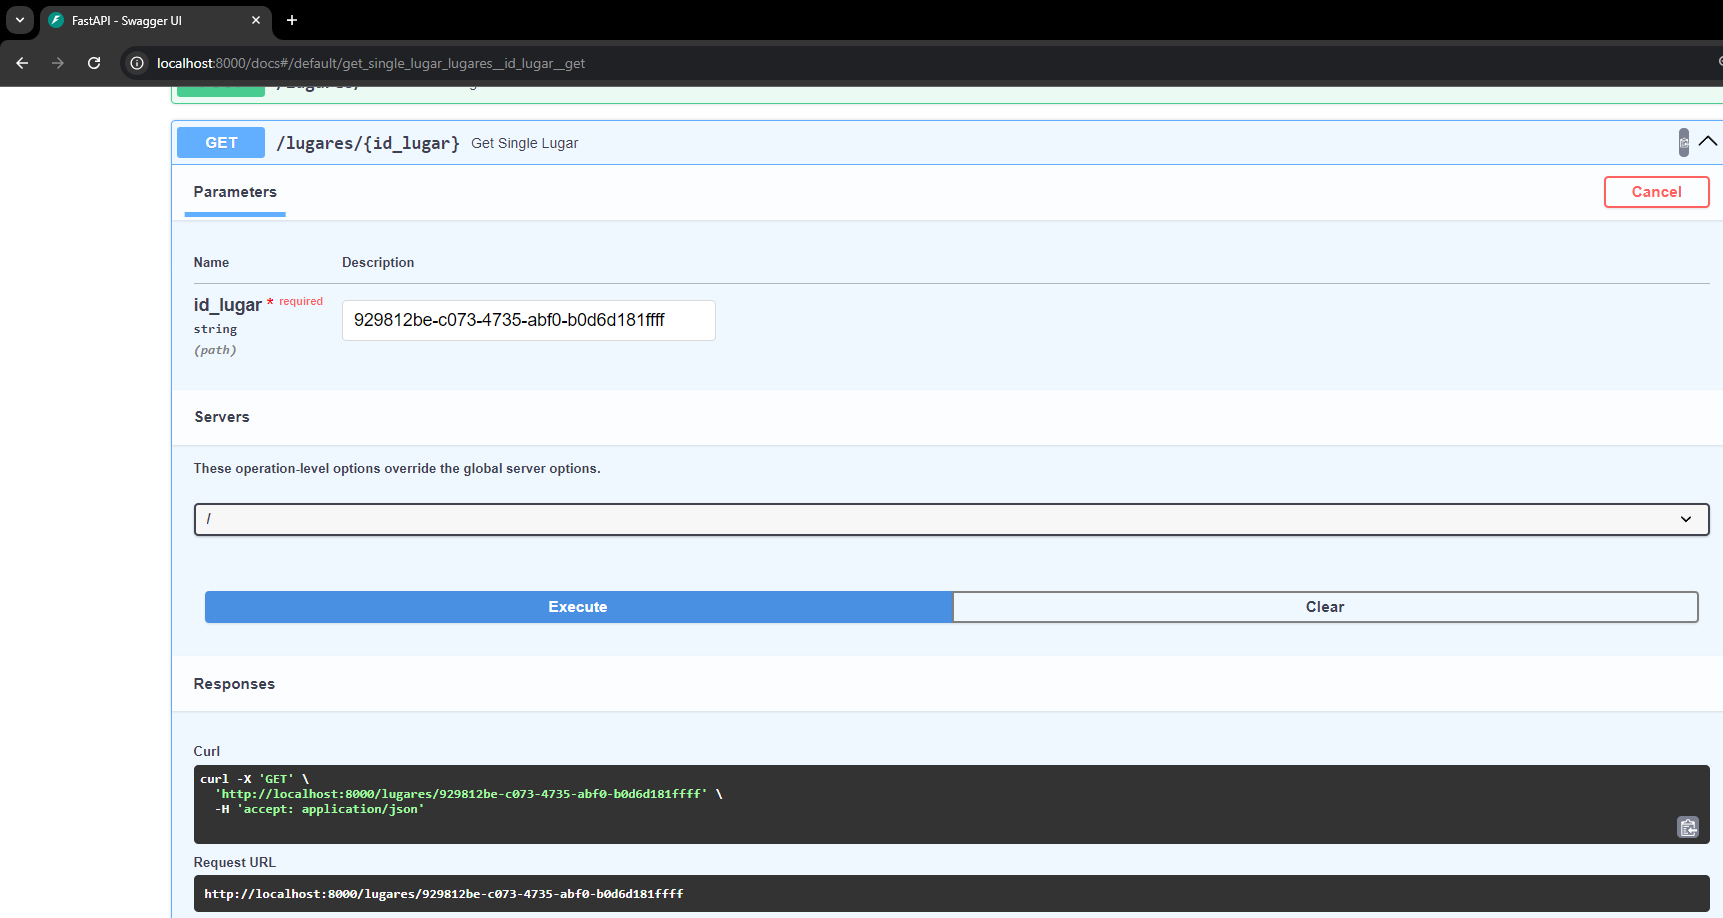 FastAPI - Swagger UI
localhost:8000/docs#/default/get_single_lugar_lugares__id_lugar__get
GET /lugares/{id_lugar} Get Single Lugar
Parameters
Cancel
Name Description
id_lugar * required
string
(path)
929812be-c073-4735-abf0-b0d6d181ffff
Servers
These operation-level options override the global server options.
/
Execute
Clear
Responses
Curl
curl -X 'GET' \
'http://localhost:8000/lugares/929812be-c073-4735-abf0-b0d6d181ffff' \
-H 'accept: application/json'
Request URL
http://localhost:8000/lugares/929812be-c073-4735-abf0-b0d6d181ffff